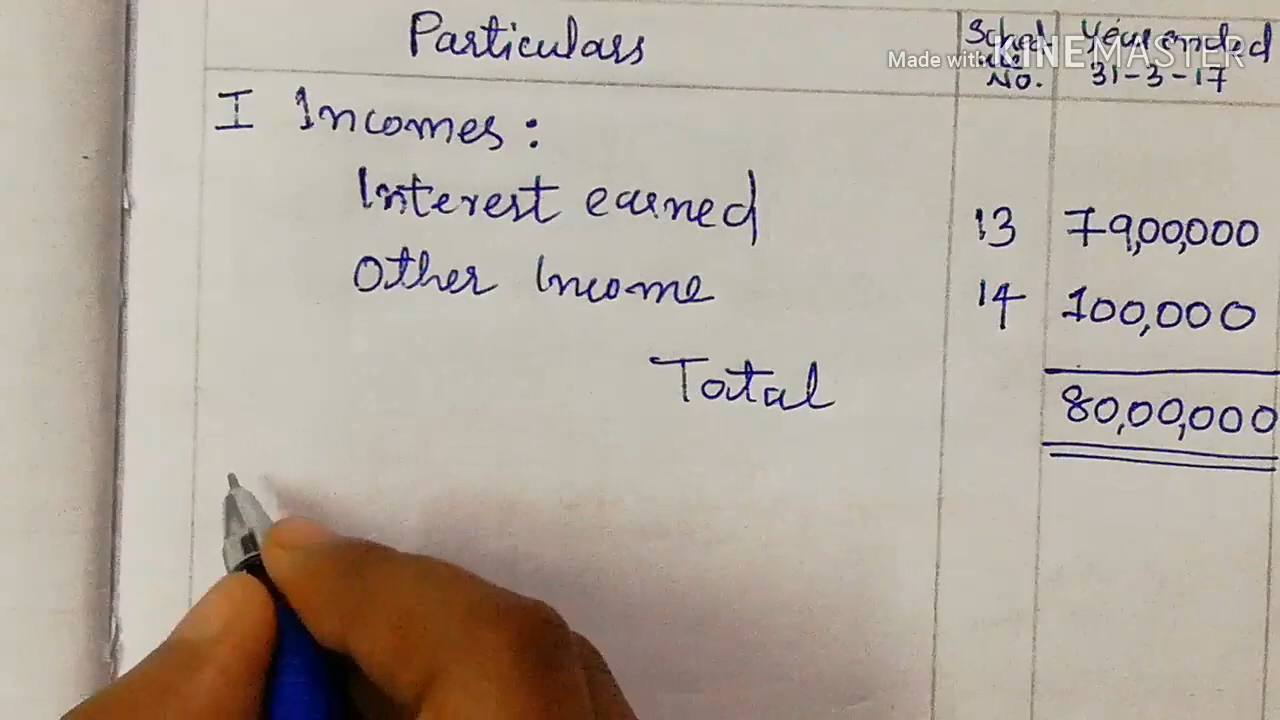 Particulars
Schedule No.
Year ended 31-3-17
Made with KINEMASTER
I Incomes:
Interest earned 13 79,00,000
Other Income 14 100,000
Total 80,00,000